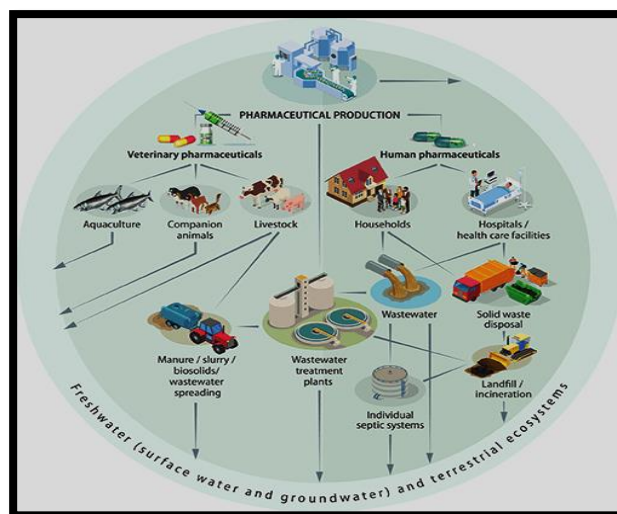 PHARMACEUTICAL PRODUCTION
Veterinary pharmaceuticals
Human pharmaceuticals
Aquaculture
Companion
animals
Livestock
Households
Hospitals /
health care facilities
Wastewater
Solid waste
disposal
Manure / slurry /
biosolids/
wastewater
spreading
Wastewater
treatment
plants
Individual
septic systems
Landfill /
incineration
Freshwater (surface water and groundwater) and terrestrial ecosystems